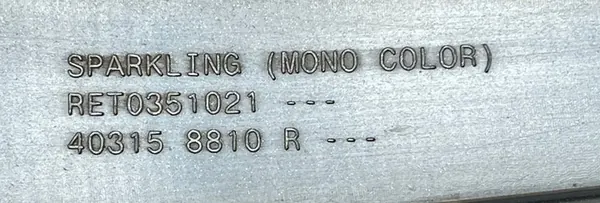 SPARKLING (MONO COLOR)
RET0351021 ---
40315 8810 R ---